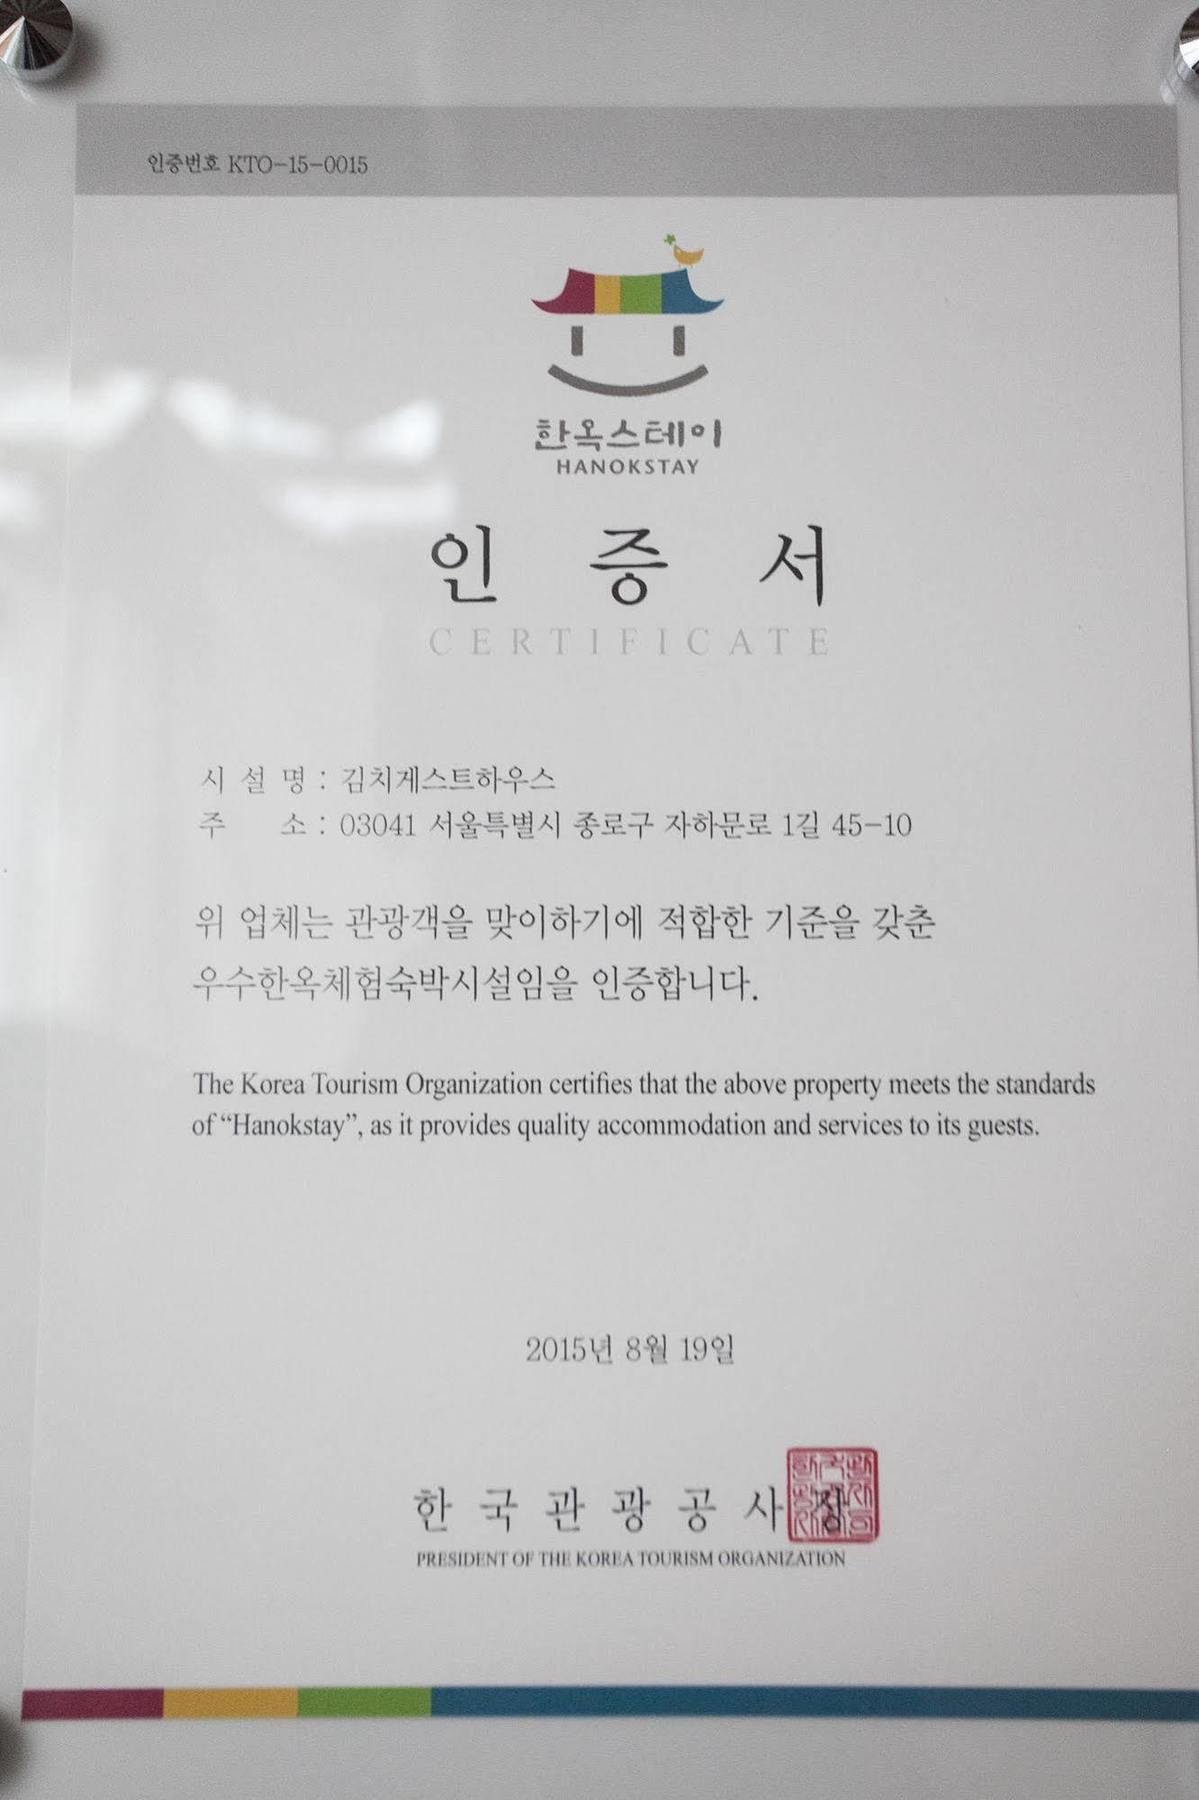 인증번호 KTO-15-0015
한옥스테이
HANOKSTAY
인 증 서
CERTIFICATE
시 설 명 : 김치게스트하우스
주 소 : 03041 서울특별시 종로구 자하문로 1길 45-10
위 업체는 관광객을 맞이하기에 적합한 기준을 갖춘
우수한옥체험숙박시설임을 인증합니다.
The Korea Tourism Organization certifies that the above property meets the standards
of “Hanokstay”, as it provides quality accommodation and services to its guests.
2015년 8월 19일
한 국 관 광 공 사 장
PRESIDENT OF THE KOREA TOURISM ORGANIZATION